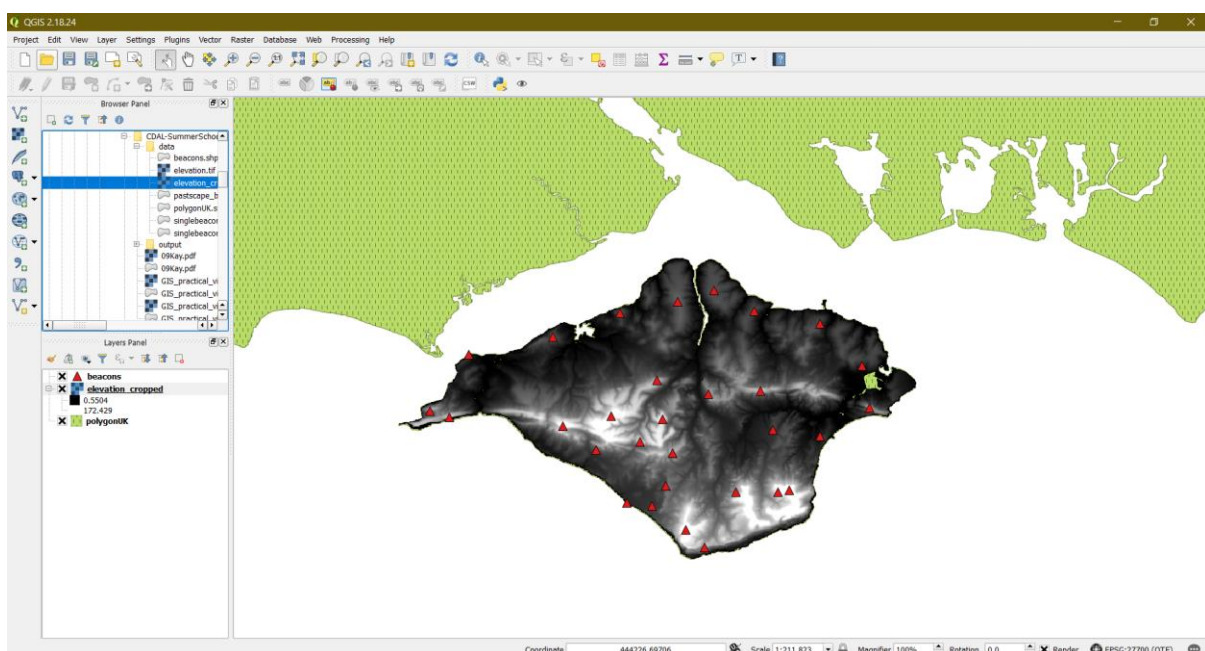 QGIS 2.18.24
Project Edit View Layer Settings Plugins Vector Raster Database Web Processing Help
Browser Panel
CDAL-SummerSchoo
data
beacons.shp
elevation.tif
elevation_cr
pastscape_b
polygonUK.s
singlebeacon
singlebeacon
output
09Kay.pdf
09Kay.pdf
GIS_practical_vi
GIS_practical_vi
GIS_practical_vi
GIS_practical_vi
Layers Panel
beacons
elevation_cropped
0.5504
172.429
polygonUK
Coordinate 444226,69706 Scale 1:211,823 Magnifier 100% Rotation 0.0 Render EPSG:27700 (OTF)